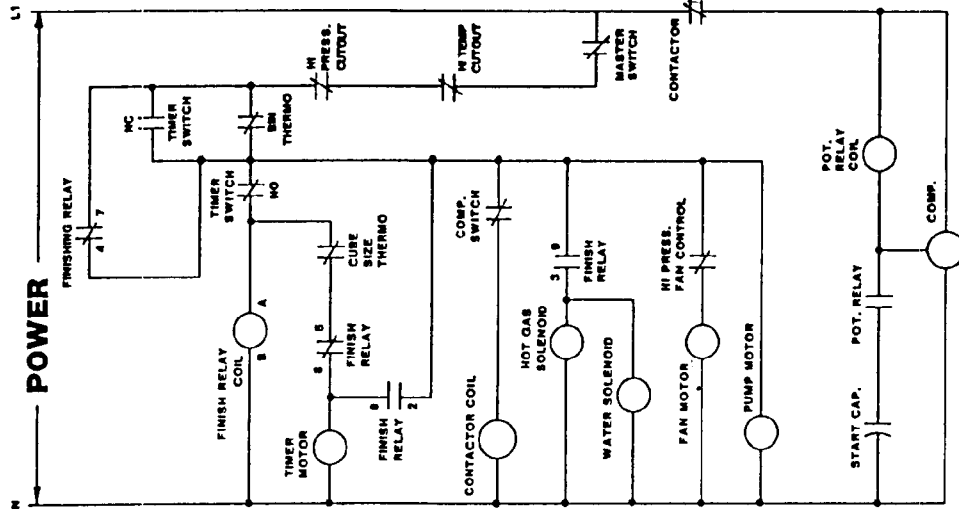 L1
POWER
N
FINISHING RELAY
4 7
NC
TIMER
SWITCH
BIN
THERMO
HI
PRESS.
CUTOUT
HI TEMP
CUTOUT
MASTER
SWITCH
CONTACTOR
TIMER
SWITCH
NO
FINISH RELAY
COIL
B A
CUBE
SIZE
THERMO
FINISH
RELAY
TIMER
MOTOR
FINISH
RELAY
2
COMP.
SWITCH
CONTACTOR COIL
3 9
FINISH
RELAY
HOT GAS
SOLENOID
WATER SOLENOID
HI PRESS.
FAN CONTROL
FAN MOTOR
PUMP MOTOR
POT.
RELAY
COIL
COMP.
POT. RELAY
START CAP.